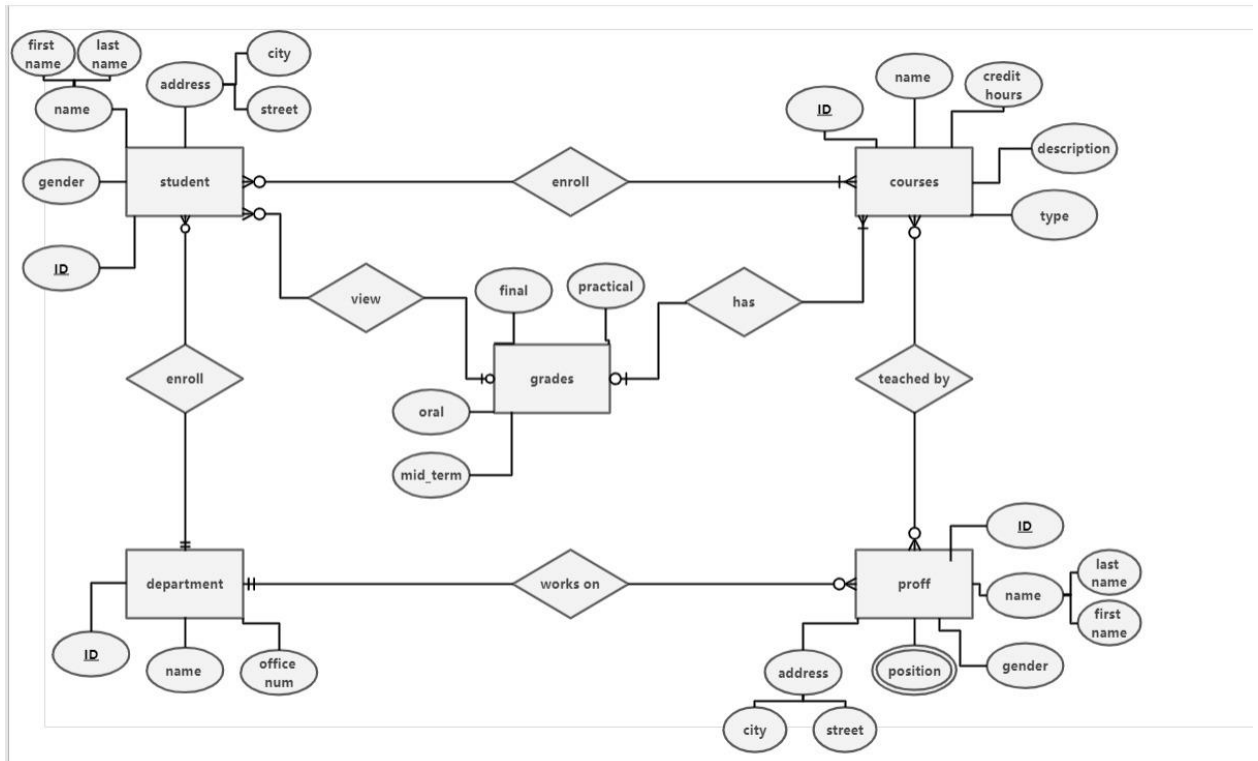 first
name
last
name
name
address
city
street
gender
student
ID
enroll
ID
name
credit
hours
description
courses
type
view
final
practical
has
grades
oral
mid_term
enroll
teached by
department
ID
name
office
num
works on
proff
ID
name
last
name
first
name
gender
position
address
city
street